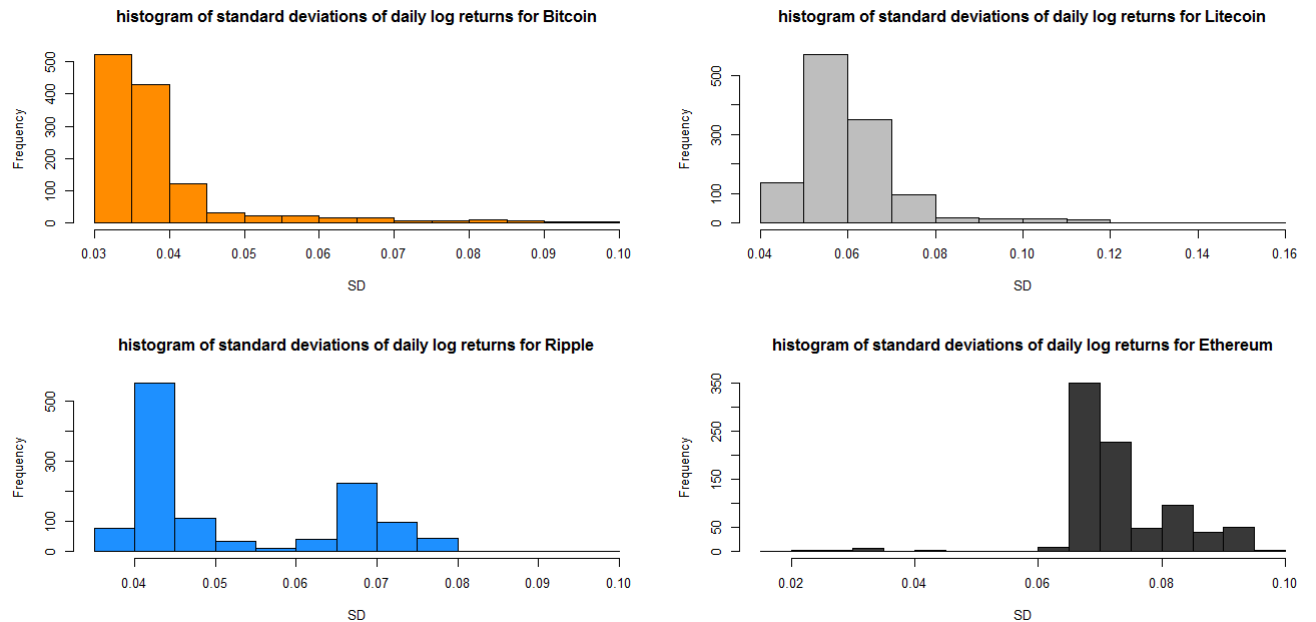 histogram of standard deviations of daily log returns for Bitcoin
Frequency
0 100 200 300 400 500
0.03 0.04 0.05 0.06 0.07 0.08 0.09 0.10
SD
histogram of standard deviations of daily log returns for Litecoin
Frequency
0 100 300 500
0.04 0.06 0.08 0.10 0.12 0.14 0.16
SD
histogram of standard deviations of daily log returns for Ripple
Frequency
0 100 300 500
0.04 0.05 0.06 0.07 0.08 0.09 0.10
SD
histogram of standard deviations of daily log returns for Ethereum
Frequency
0 50 150 250 350
0.02 0.04 0.06 0.08 0.10
SD